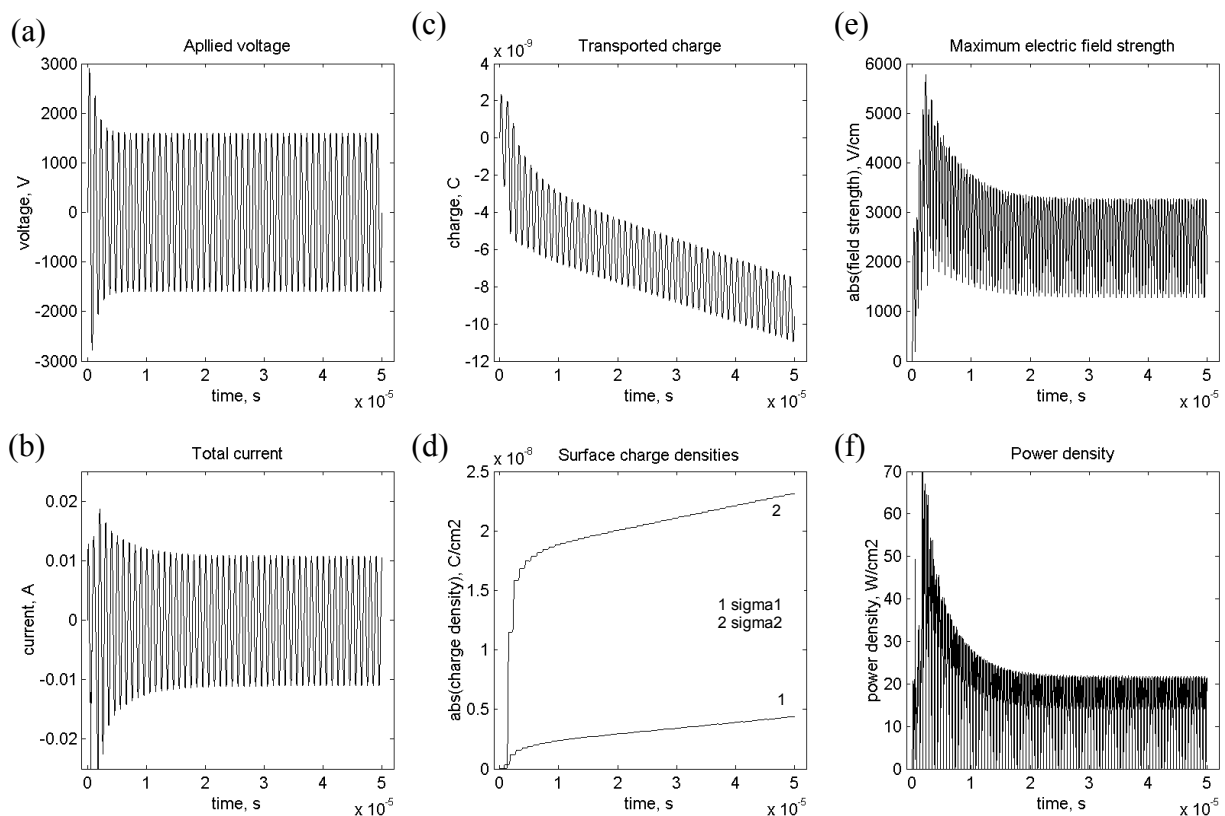 (a)
Apllied voltage
voltage, V
3000
2000
1000
0
-1000
-2000
-3000
0 1 2 3 4 5
time, s
x 10^-5
(c)
Transported charge
x 10^-9
charge, C
4
2
0
-2
-4
-6
-8
-10
-12
0 1 2 3 4 5
time, s
x 10^-5
(e)
Maximum electric field strength
abs(field strength), V/cm
6000
5000
4000
3000
2000
1000
0
0 1 2 3 4 5
time, s
x 10^-5
(b)
Total current
current, A
0.02
0.01
0
-0.01
-0.02
0 1 2 3 4 5
time, s
x 10^-5
(d)
Surface charge densities
x 10^-8
abs(charge density), C/cm2
2.5
2
1.5
1
0.5
0
2
1 sigma1
2 sigma2
1
0 1 2 3 4 5
time, s
x 10^-5
(f)
Power density
power density, W/cm2
70
60
50
40
30
20
10
0
0 1 2 3 4 5
time, s
x 10^-5